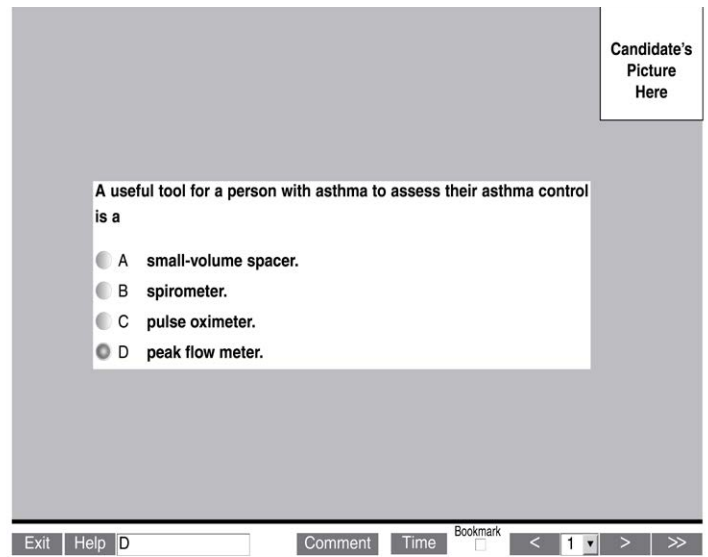 Candidate's
Picture
Here
A useful tool for a person with asthma to assess their asthma control
is a
A small-volume spacer.
B spirometer.
C pulse oximeter.
D peak flow meter.
Exit Help D Comment Time Bookmark < 1 > >>